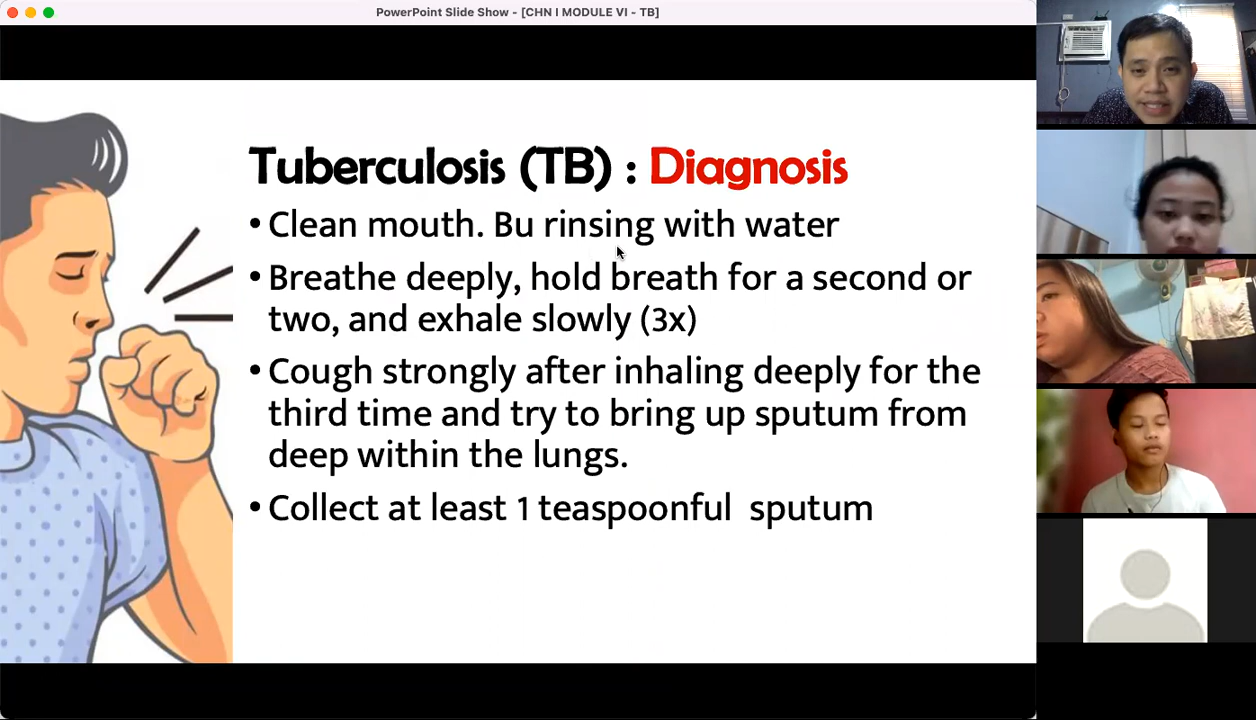 PowerPoint Slide Show - [CHN I MODULE VI - TB]
Tuberculosis (TB) : Diagnosis
• Clean mouth. Bu rinsing with water
• Breathe deeply, hold breath for a second or
two, and exhale slowly (3x)
• Cough strongly after inhaling deeply for the
third time and try to bring up sputum from
deep within the lungs.
• Collect at least 1 teaspoonful  sputum